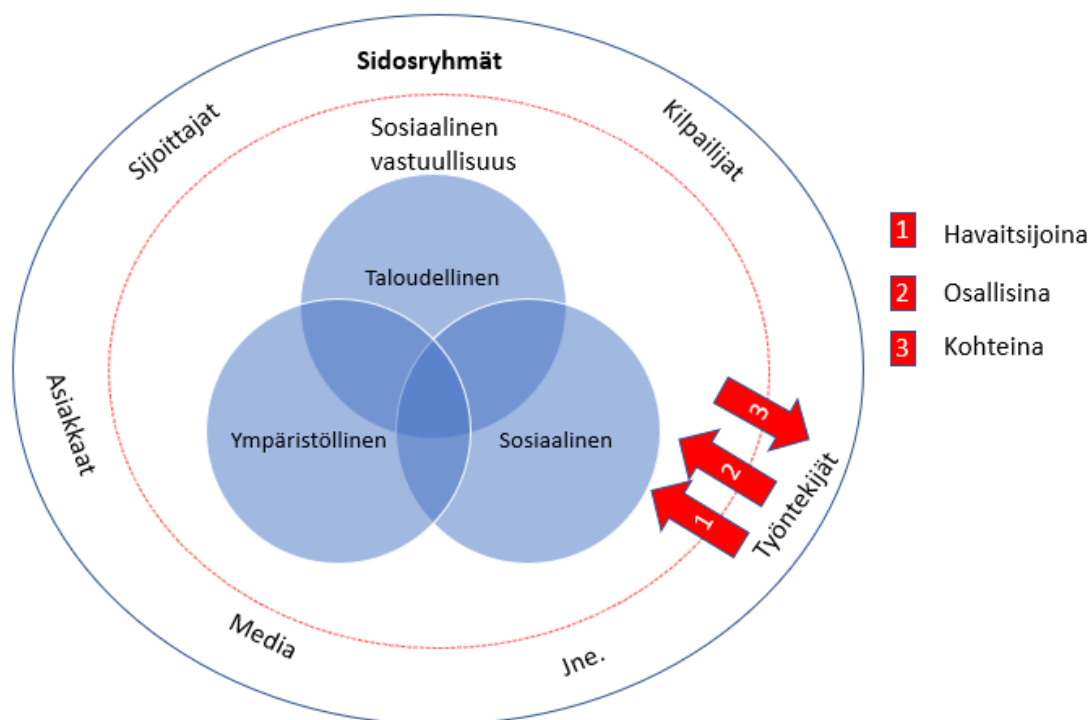 Sidosryhmät
Sijoittajat
Kilpailijat
Sosiaalinen
vastuullisuus
Taloudellinen
Ympäristöllinen
Sosiaalinen
Asiakkaat
Media
Jne.
Työntekijät
3
2
1
1 Havaitsijoina
2 Osallisina
3 Kohteina